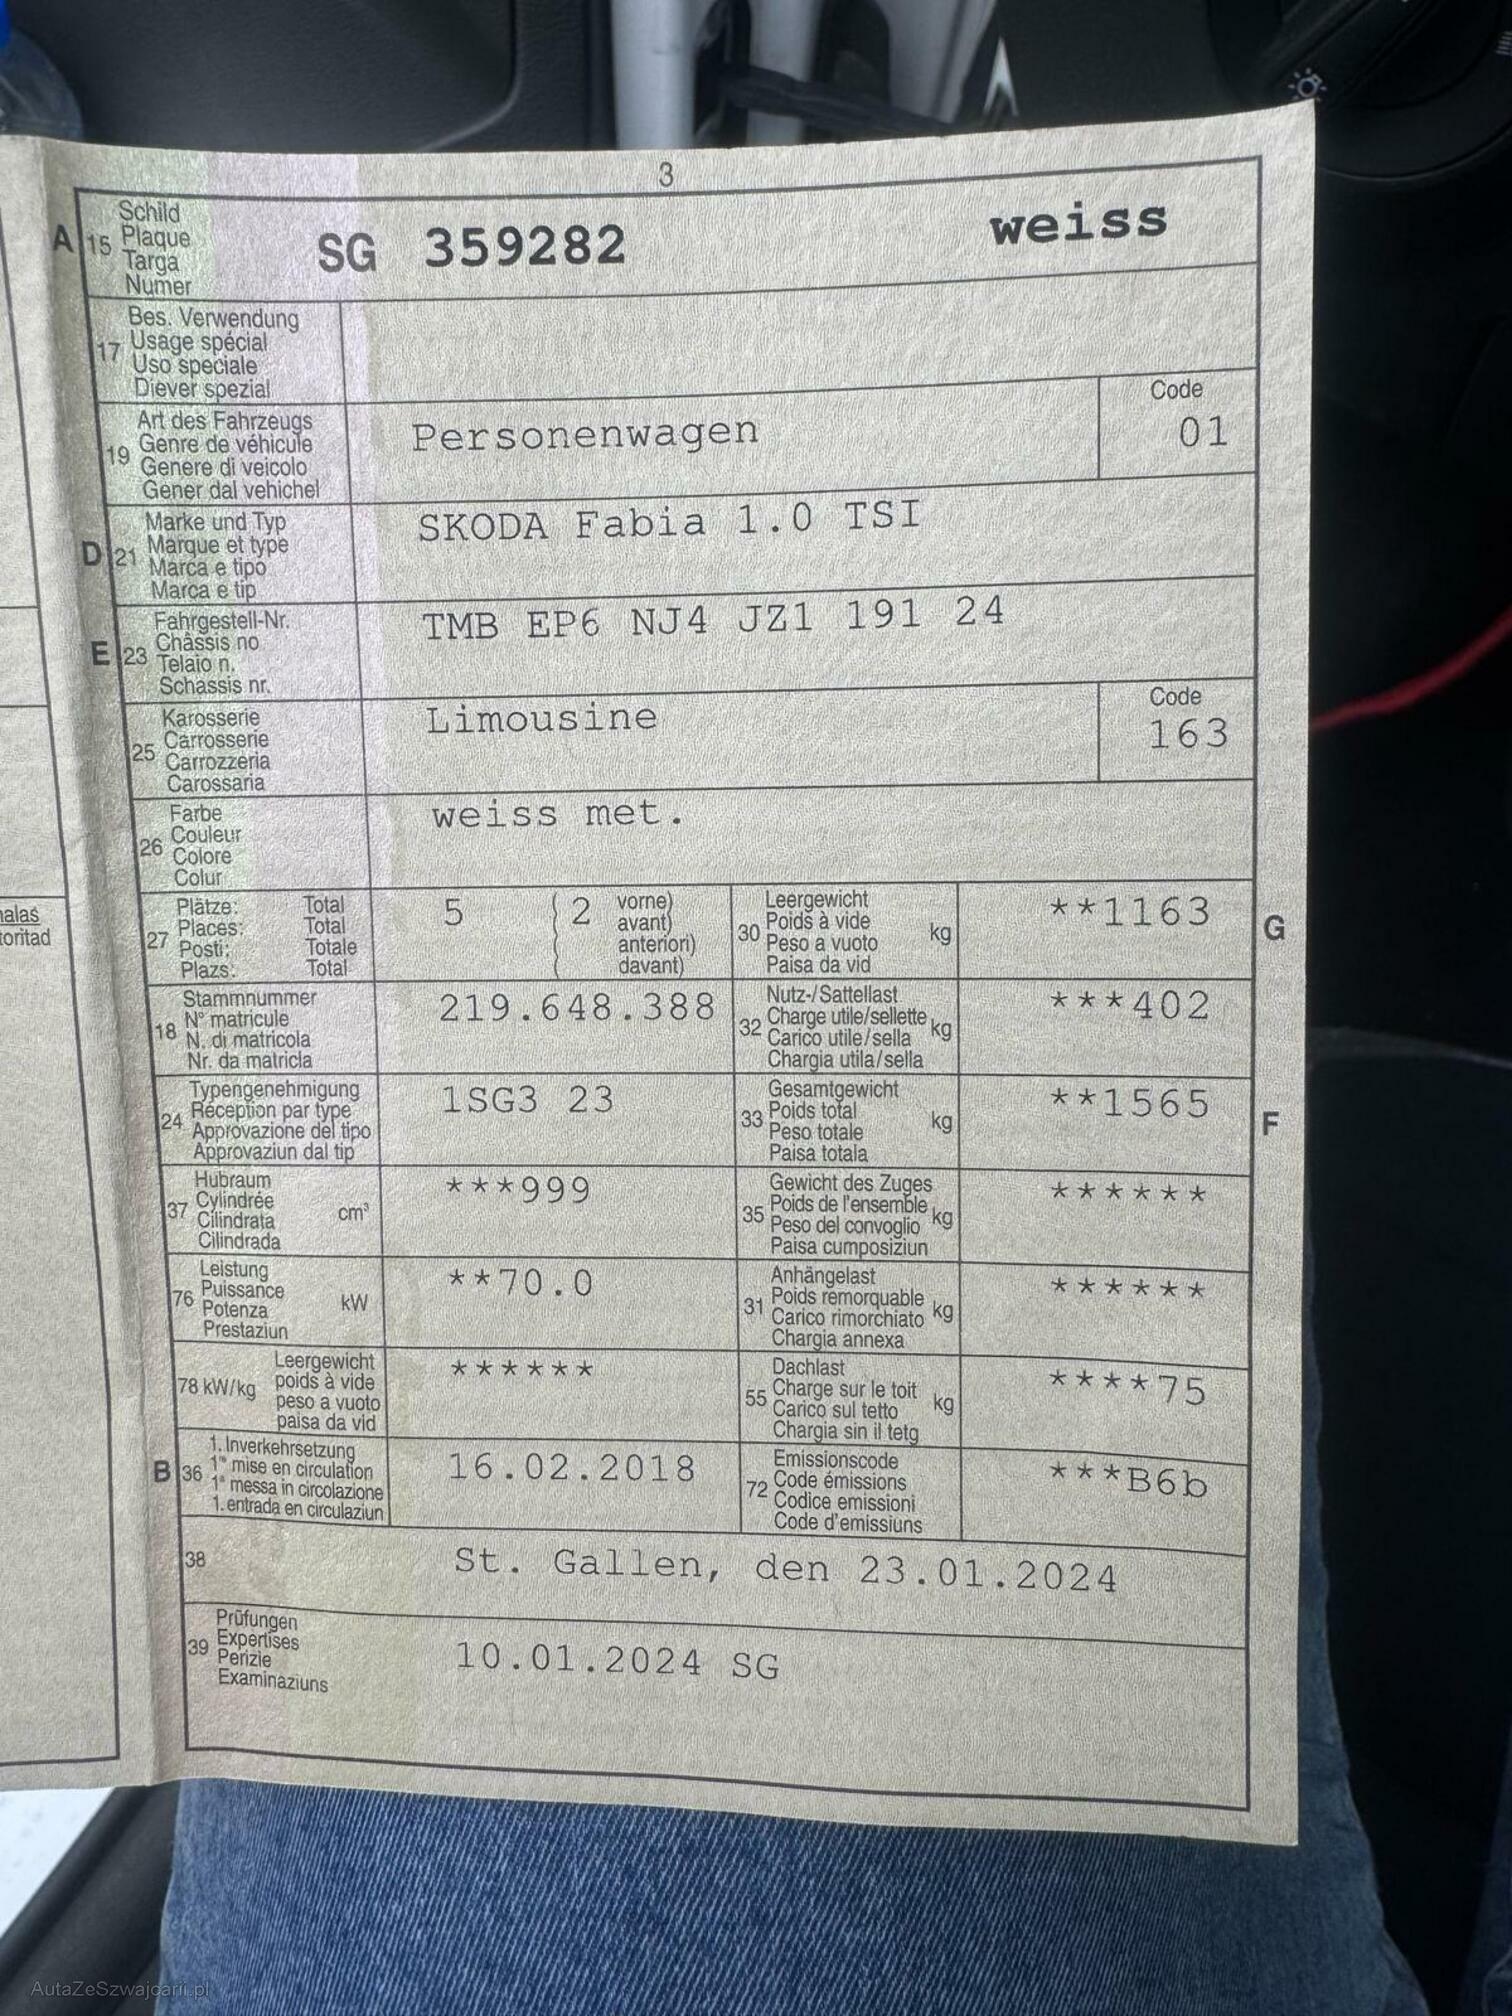 3
A 15 Schild
Plaque
Targa
Numer
SG 359282 weiss
17 Bes. Verwendung
Usage spécial
Uso speciale
Diever spezial
19 Art des Fahrzeugs
Genre de véhicule
Genere di veicolo
Gener dal vehichel
Personenwagen
Code
01
D 21 Marke und Typ
Marque et type
Marca e tipo
Marca e tip
SKODA Fabia 1.0 TSI
E 23 Fahrgestell-Nr.
Châssis no
Telaio n.
Schassis nr.
TMB EP6 NJ4 JZ1 191 24
25 Karosserie
Carrosserie
Carrozzeria
Carossaria
Limousine
Code
163
26 Farbe
Couleur
Colore
Colur
weiss met.
27 Plätze: Total
Places: Total
Posti: Totale
Plazs: Total
5 ( 2 vorne)
avant)
anteriori)
davant)
30 Leergewicht
Poids à vide
Peso a vuoto
Paisa da vid
kg
**1163
G
18 Stammnummer
N° matricule
N. di matricola
Nr. da matricla
219.648.388
32 Nutz-/Sattellast
Charge utile/sellette
Carico utile/sella
Chargia utila/sella
kg
***402
24 Typengenehmigung
Réception par type
Approvazione del tipo
Approvaziun dal tip
1SG3 23
33 Gesamtgewicht
Poids total
Peso totale
Paisa totala
kg
**1565
F
37 Hubraum
Cylindrée
Cilindrata
Cilindrada
cm³
***999
35 Gewicht des Zuges
Poids de l'ensemble
Peso del convoglio
Paisa cumposiziun
kg
******
76 Leistung
Puissance
Potenza
Prestaziun
kW
**70.0
31 Anhängelast
Poids remorquable
Carico rimorchiato
Chargia annexa
kg
******
78 kW/kg Leergewicht
poids à vide
peso a vuoto
paisa da vid
******
55 Dachlast
Charge sur le toit
Carico sul tetto
Chargia sin il tetg
kg
****75
B 36 1. Inverkehrsetzung
1re mise en circulation
1a messa in circolazione
1. entrada en circulaziun
16.02.2018
72 Emissionscode
Code émissions
Codice emissioni
Code d'emissiuns
***B6b
38 St. Gallen, den 23.01.2024
39 Prüfungen
Expertises
Perizie
Examinaziuns
10.01.2024 SG
AutaZeSzwajcarii.pl